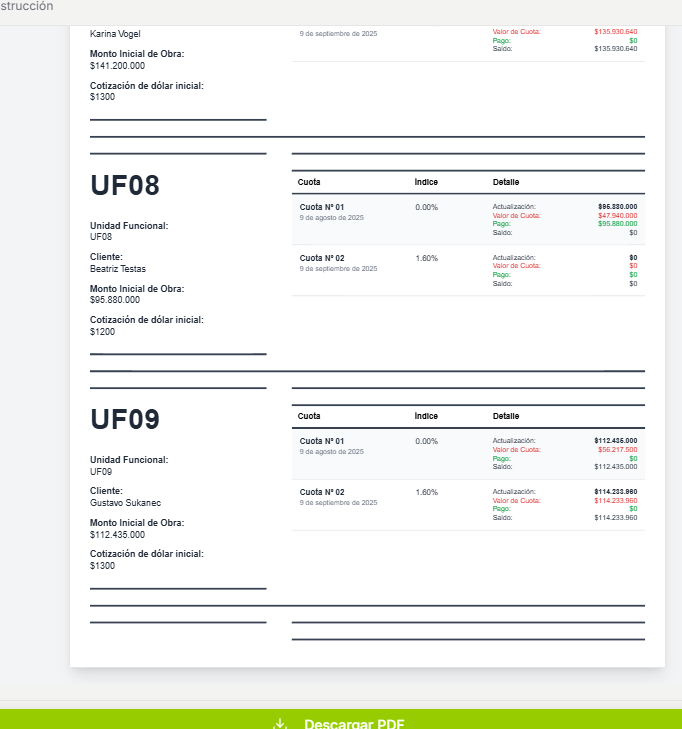 strucción
Karina Vogel
Monto Inicial de Obra:
$141.200.000
Cotización de dólar inicial:
$1300
9 de septiembre de 2025
Valor de Cuota: $135.930.640
Pago: $0
Saldo: $135.930.640
UF08
Unidad Funcional:
UF08
Cliente:
Beatriz Testas
Monto Inicial de Obra:
$95.880.000
Cotización de dólar inicial:
$1200
Cuota Índice Detalle
Cuota Nº 01 0.00% Actualización: $95.880.000
9 de agosto de 2025 Valor de Cuota: $47.940.000
Pago: $95.880.000
Saldo: $0
Cuota Nº 02 1.60% Actualización: $0
9 de septiembre de 2025 Valor de Cuota: $0
Pago: $0
Saldo: $0
UF09
Unidad Funcional:
UF09
Cliente:
Gustavo Sukanec
Monto Inicial de Obra:
$112.435.000
Cotización de dólar inicial:
$1300
Cuota Índice Detalle
Cuota Nº 01 0.00% Actualización: $112.435.000
9 de agosto de 2025 Valor de Cuota: $56.217.500
Pago: $0
Saldo: $112.435.000
Cuota Nº 02 1.60% Actualización: $114.233.960
9 de septiembre de 2025 Valor de Cuota: $114.233.960
Pago: $0
Saldo: $114.233.960
Descargar PDF